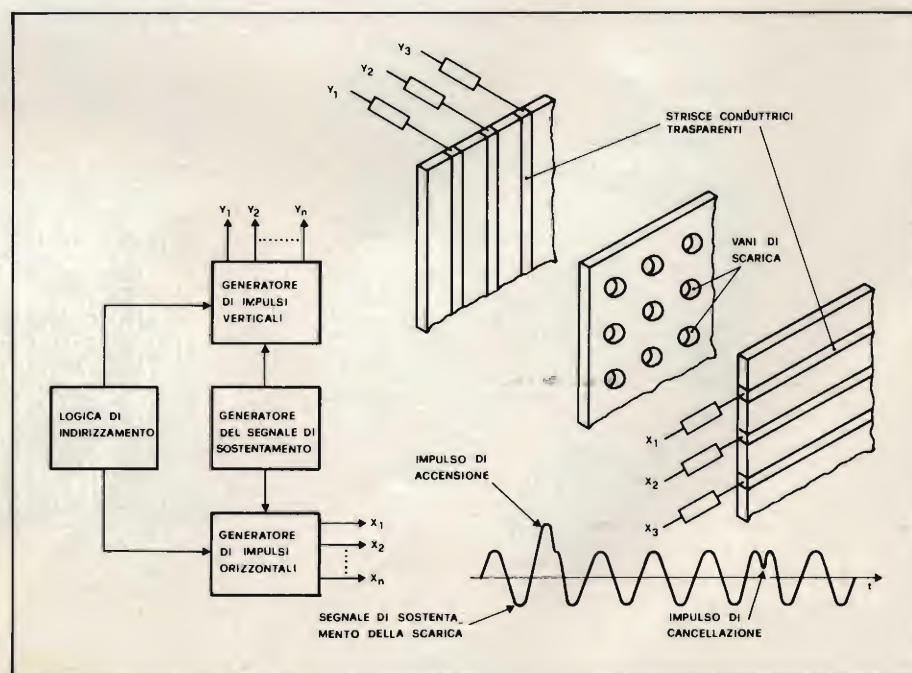 Y3
Y2
Y1
STRISCE CONDUTTRICI
TRASPARENTI
VANI DI
SCARICA
Y1 Y2 ........ Yn
GENERATORE
DI IMPULSI
VERTICALI
LOGICA DI
INDIRIZZAMENTO
GENERATORE
DEL SEGNALE DI
SOSTENTAMENTO
GENERATORE
DI IMPULSI
ORIZZONTALI
X1
X2
Xn
X1
X2
X3
IMPULSO DI
ACCENSIONE
t
SEGNALE DI SOSTENTA_
MENTO DELLA SCARICA
IMPULSO DI
CANCELLAZIONE